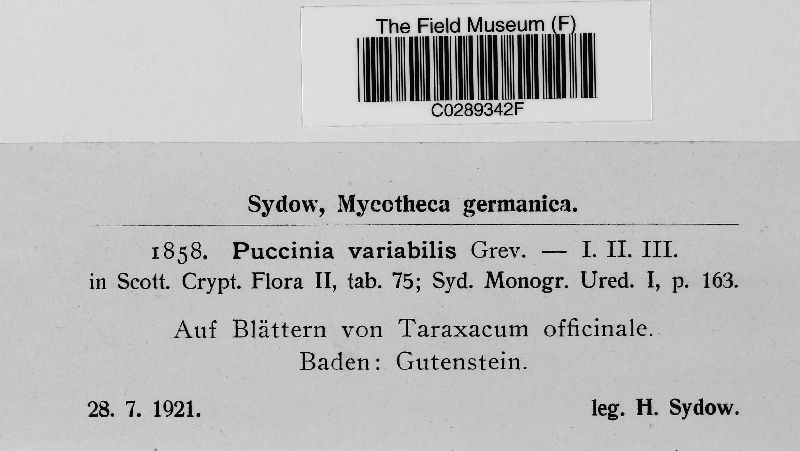 The Field Museum (F)
C0289342F
Sydow, Mycotheca germanica.
1858. Puccinia variabilis Grev. — I. II. III.
in Scott. Crypt. Flora II, tab. 75; Syd. Monogr. Ured. I, p. 163.
Auf Blättern von Taraxacum officinale.
Baden: Gutenstein.
28. 7. 1921. leg. H. Sydow.